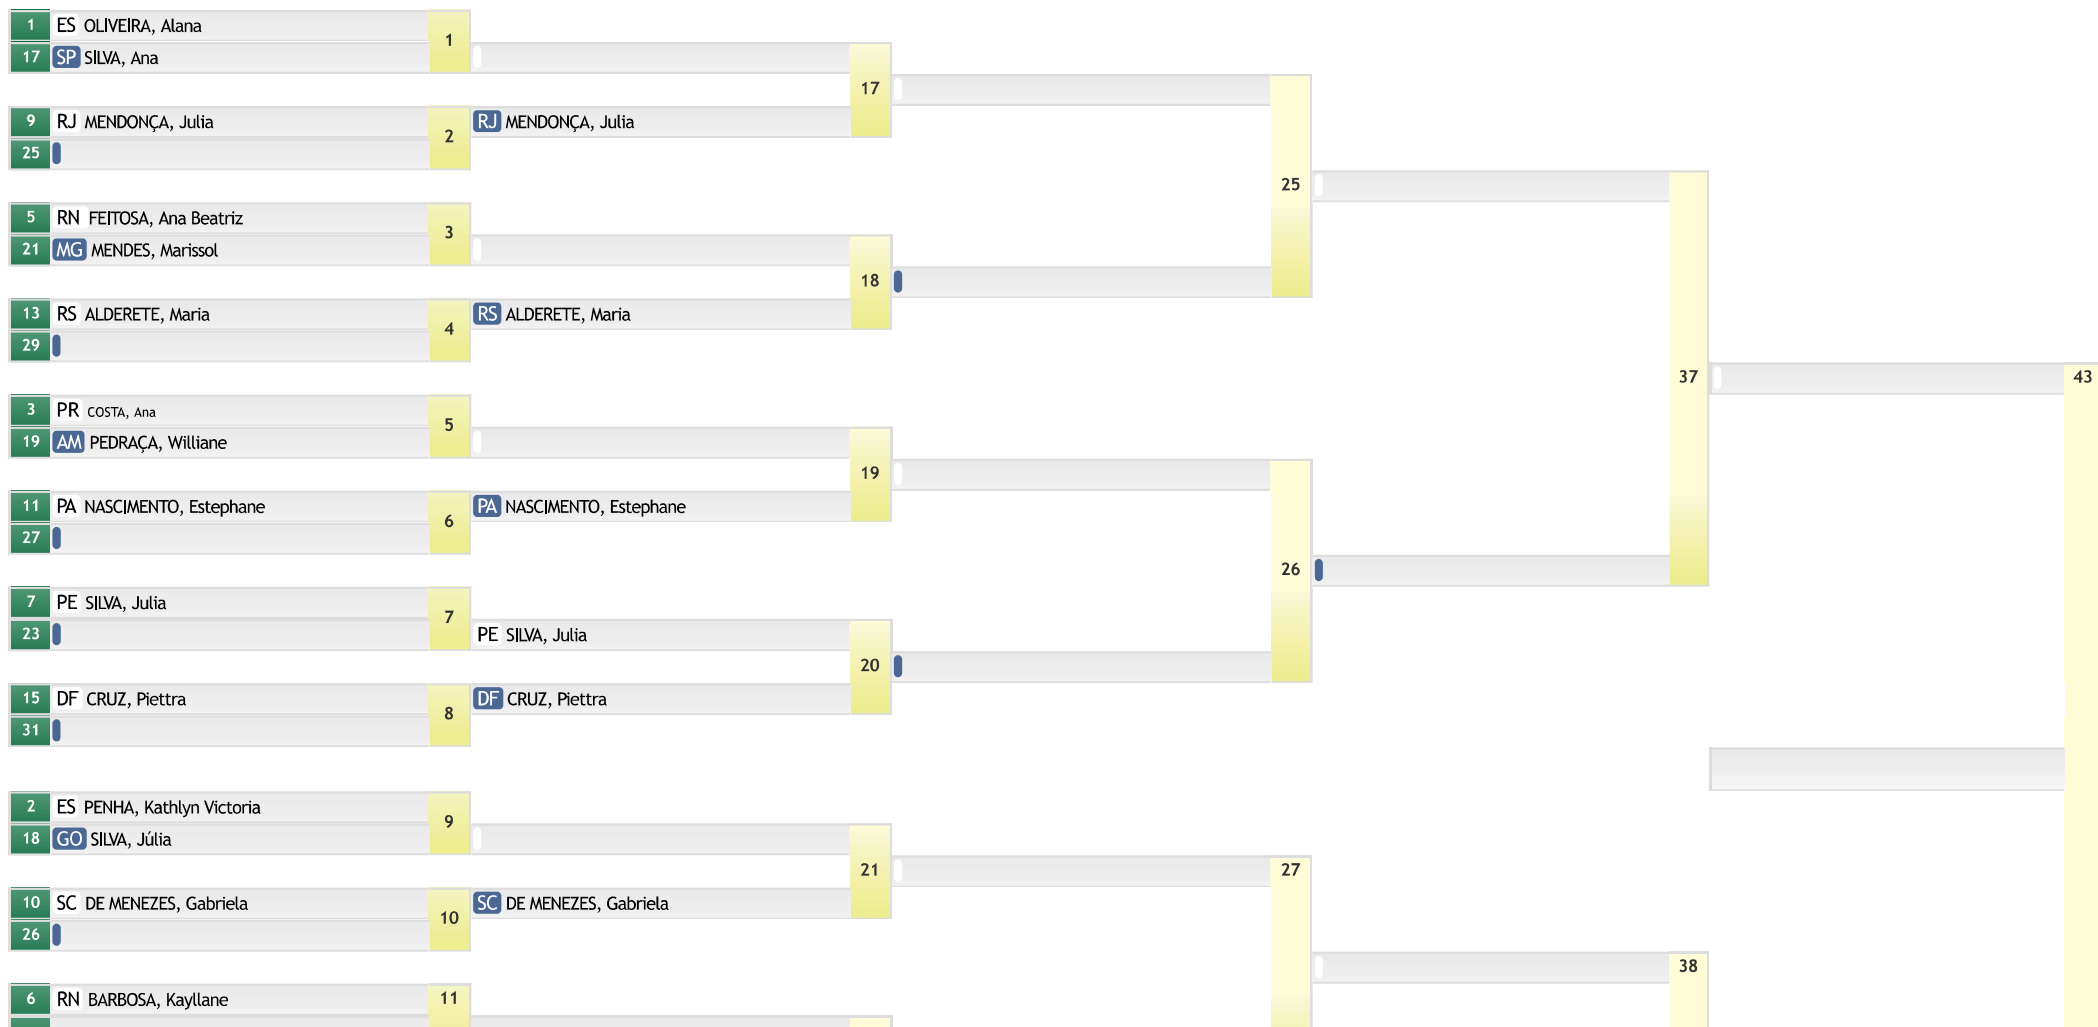 1 ES OLIVEIRA, Alana
1
17 SP SILVA, Ana
17
9 RJ MENDONÇA, Julia
2
RJ MENDONÇA, Julia
25
25
5 RN FEITOSA, Ana Beatriz
3
21 MG MENDES, Marissol
18
13 RS ALDERETE, Maria
4
RS ALDERETE, Maria
29
37
43
3 PR COSTA, Ana
5
19 AM PEDRAÇA, Williane
19
11 PA NASCIMENTO, Estephane
6
PA NASCIMENTO, Estephane
27
26
7 PE SILVA, Julia
7
23
PE SILVA, Julia
20
15 DF CRUZ, Piettra
8
DF CRUZ, Piettra
31
2 ES PENHA, Kathlyn Victoria
9
18 GO SILVA, Júlia
21
27
10 SC DE MENEZES, Gabriela
10
SC DE MENEZES, Gabriela
26
38
6 RN BARBOSA, Kayllane
11